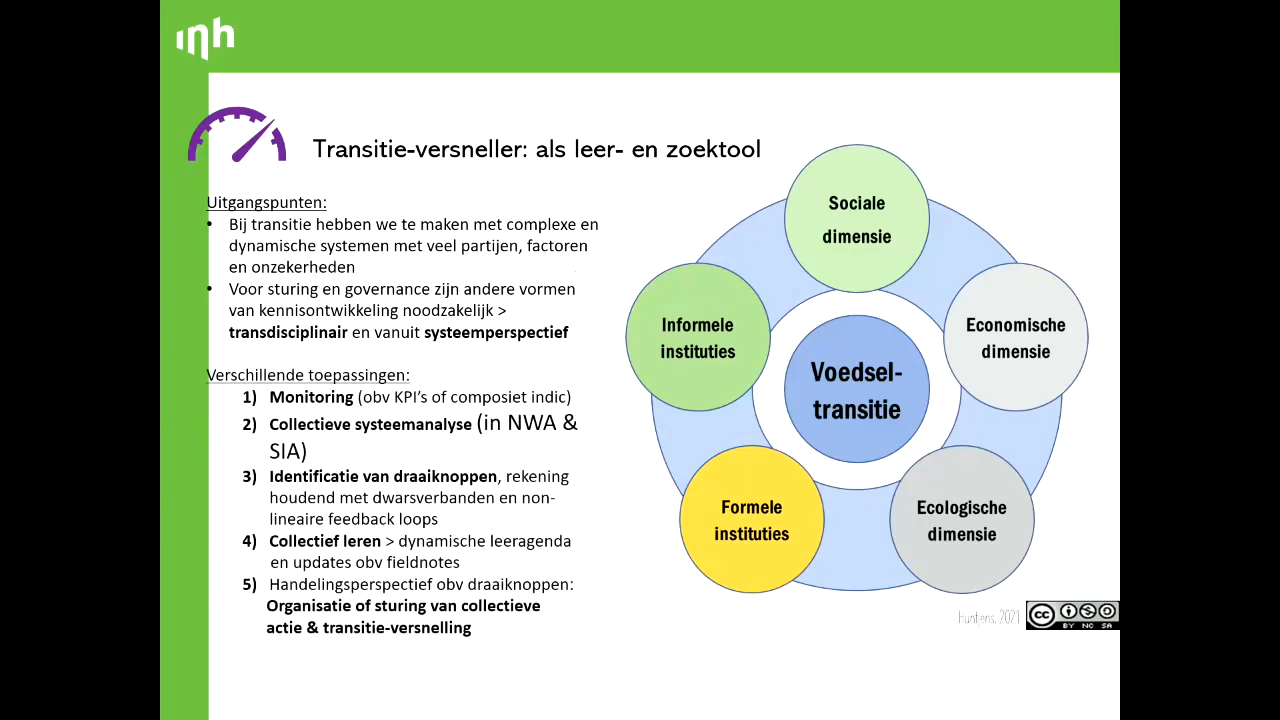 inh
Transitie-versneller: als leer- en zoektool
Uitgangspunten:
• Bij transitie hebben we te maken met complexe en
dynamische systemen met veel partijen, factoren
en onzekerheden
• Voor sturing en governance zijn andere vormen
van kennisontwikkeling noodzakelijk >
transdisciplinair en vanuit systeemperspectief
Verschillende toepassingen:
1) Monitoring (obv KPI's of composiet indic)
2) Collectieve systeemanalyse (in NWA &
SIA)
3) Identificatie van draaiknoppen, rekening
houdend met dwarsverbanden en non-
lineaire feedback loops
4) Collectief leren > dynamische leeragenda
en updates obv fieldnotes
5) Handelingsperspectief obv draaiknoppen:
Organisatie of sturing van collectieve
actie & transitie-versnelling
Sociale
dimensie
Informele
instituties
Economische
dimensie
Voedsel-
transitie
Formele
instituties
Ecologische
dimensie
huntjens, 2021
cc
BY NC SA